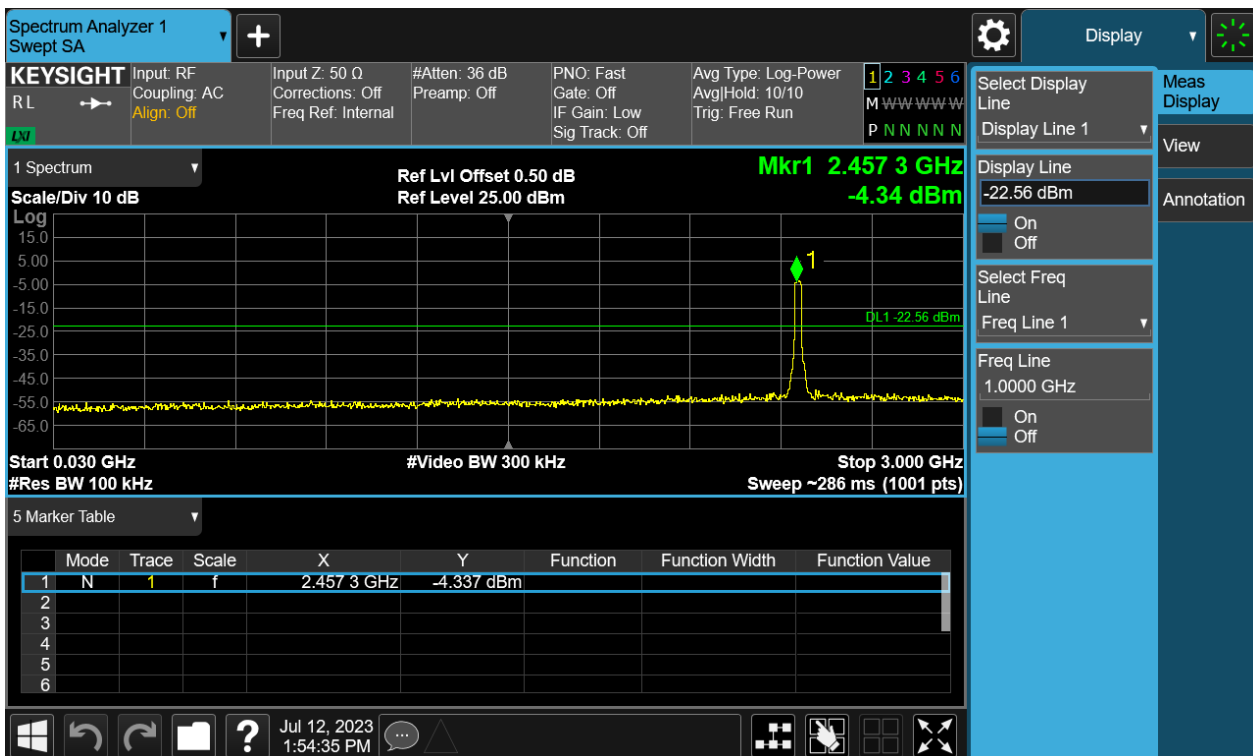 Spectrum Analyzer 1
Swept SA
Display
KEYSIGHT
R L
LXI
Input: RF
Coupling: AC
Align: Off
Input Z: 50 Ω
Corrections: Off
Freq Ref: Internal
#Atten: 36 dB
Preamp: Off
PNO: Fast
Gate: Off
IF Gain: Low
Sig Track: Off
Avg Type: Log-Power
Avg|Hold: 10/10
Trig: Free Run
1 2 3 4 5 6
M W W W W W
P N N N N N
1 Spectrum
Scale/Div 10 dB
Ref Lvl Offset 0.50 dB
Ref Level 25.00 dBm
Mkr1 2.457 3 GHz
-4.34 dBm
Log
15.0
5.00
-5.00
-15.0
-25.0
-35.0
-45.0
-55.0
-65.0
1
DL1 -22.56 dBm
Start 0.030 GHz
#Res BW 100 kHz
#Video BW 300 kHz
Stop 3.000 GHz
Sweep ~286 ms (1001 pts)
5 Marker Table
Mode Trace Scale X Y Function Function Width Function Value
1 N 1 f 2.457 3 GHz -4.337 dBm
2
3
4
5
6
Jul 12, 2023
1:54:35 PM
Select Display
Line
Display Line 1
Display Line
-22.56 dBm
On
Off
Select Freq
Line
Freq Line 1
Freq Line
1.0000 GHz
On
Off
Meas
Display
View
Annotation